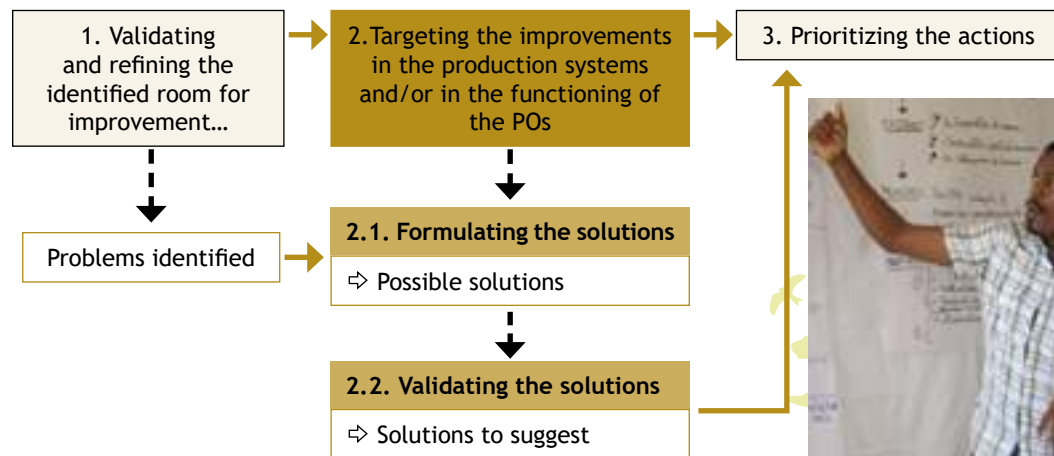 1. Validating
and refining the
identified room for
improvement…
2.Targeting the improvements
in the production systems
and/or in the functioning of
the POs
3. Prioritizing the actions
Problems identified
2.1. Formulating the solutions
⇨ Possible solutions
2.2. Validating the solutions
⇨ Solutions to suggest